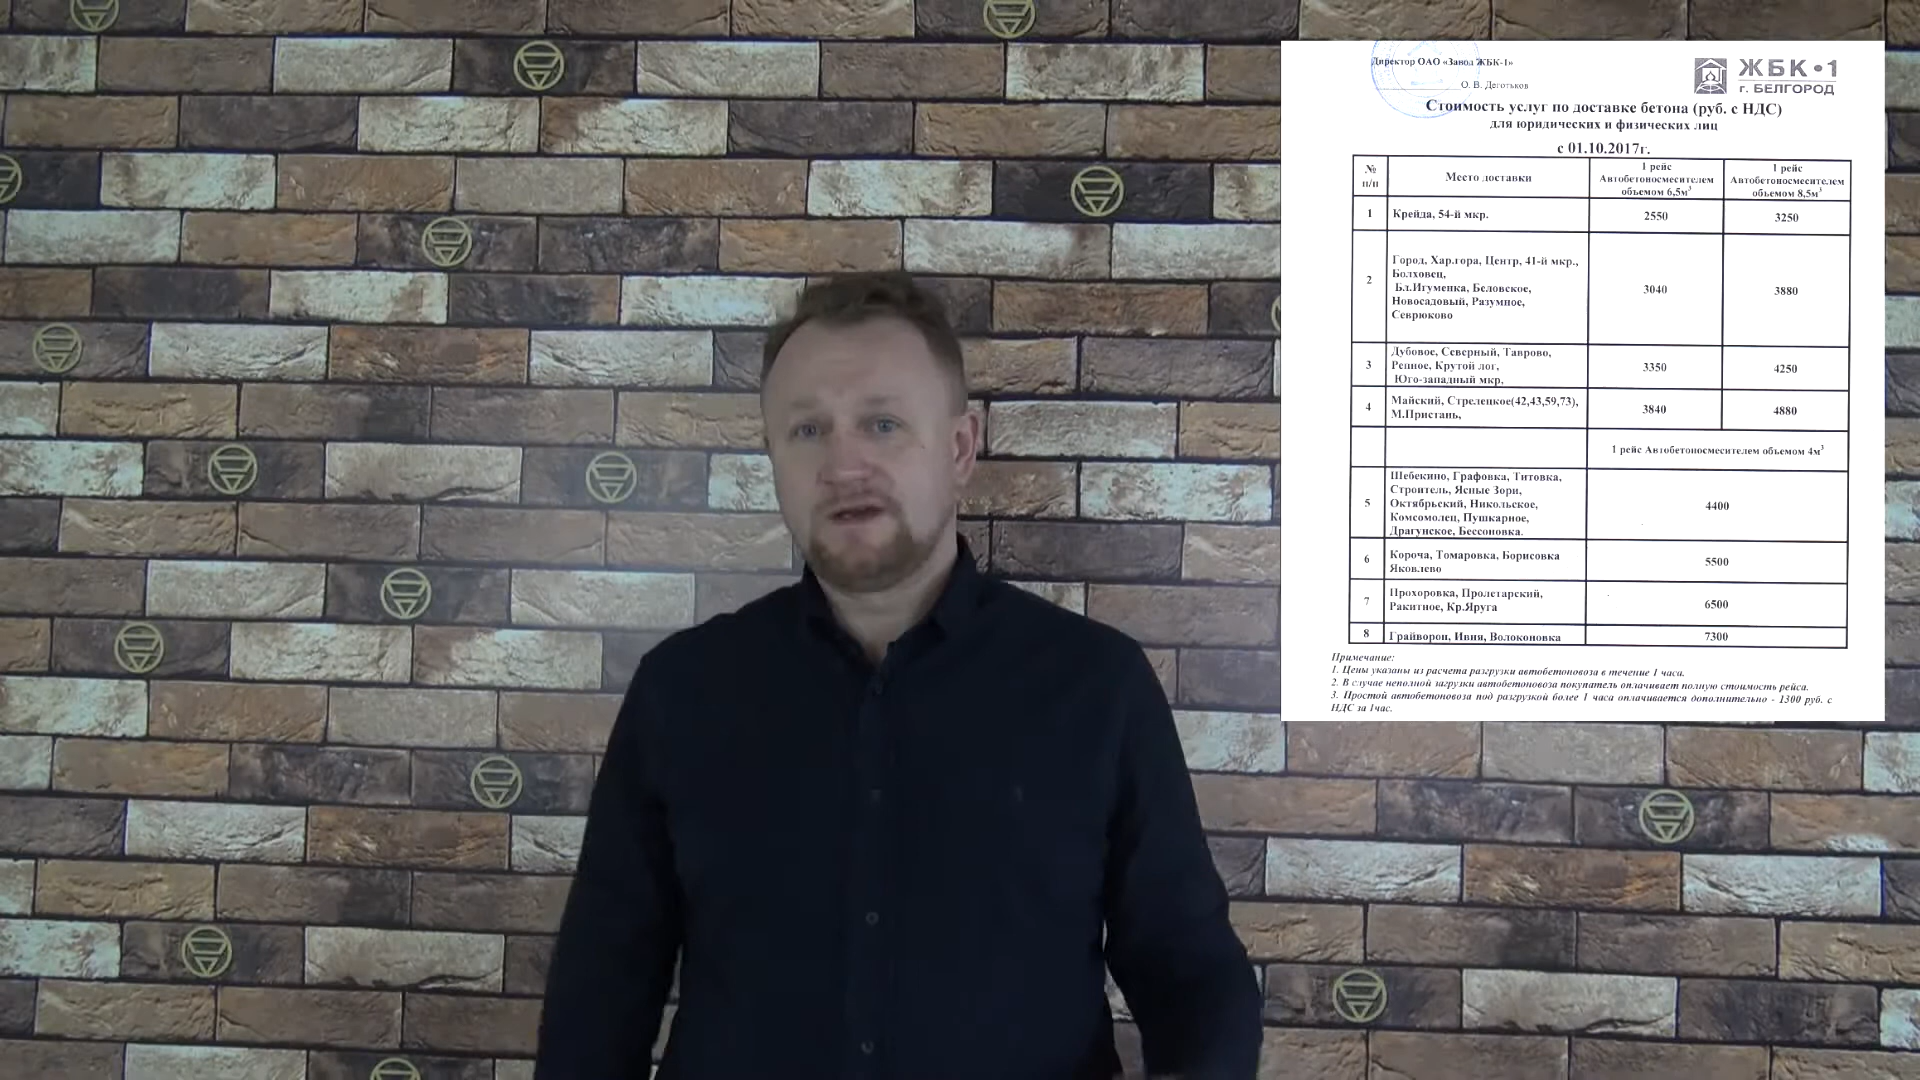 Директор ОАО «Завод ЖБК-1»
О. В. Деготьков
ЖБК•1
г. БЕЛГОРОД
Стоимость услуг по доставке бетона (руб. с НДС)
для юридических и физических лиц
с 01.10.2017г.
№ п/п Место доставки 1 рейс Автобетоносмесителем объемом 6,5м³ 1 рейс Автобетоносмесителем объемом 8,5м³
1 Крейда, 54-й мкр. 2550 3250
2 Город, Хар.гора, Центр, 41-й мкр.,
Болховец,
Бл.Игуменка, Беловское,
Новосадовый, Разумное,
Севрюково
3040 3880
3 Дубовое, Северный, Таврово,
Репное, Крутой лог,
Юго-западный мкр,
3350 4250
4 Майский, Стрелецкое(42,43,59,73),
М.Пристань,
3840 4880
1 рейс Автобетоносмесителем объемом 4м³
5 Шебекино, Графовка, Титовка,
Строитель, Ясные Зори,
Октябрьский, Никольское,
Комсомолец, Пушкарное,
Драгунское, Бессоновка.
4400
6 Короча, Томаровка, Борисовка
Яковлево
5500
7 Прохоровка, Пролетарский,
Ракитное, Кр.Яруга
6500
8 Грайворон, Ивня, Волоконовка 7300
Примечание:
1. Цены указаны из расчета разгрузки автобетоновоза в течение 1 часа.
2. В случае неполной загрузки автобетоновоза покупатель оплачивает полную стоимость рейса.
3. Простой автобетоновоза под разгрузкой более 1 часа оплачивается дополнительно - 1300 руб. с
НДС за 1час.